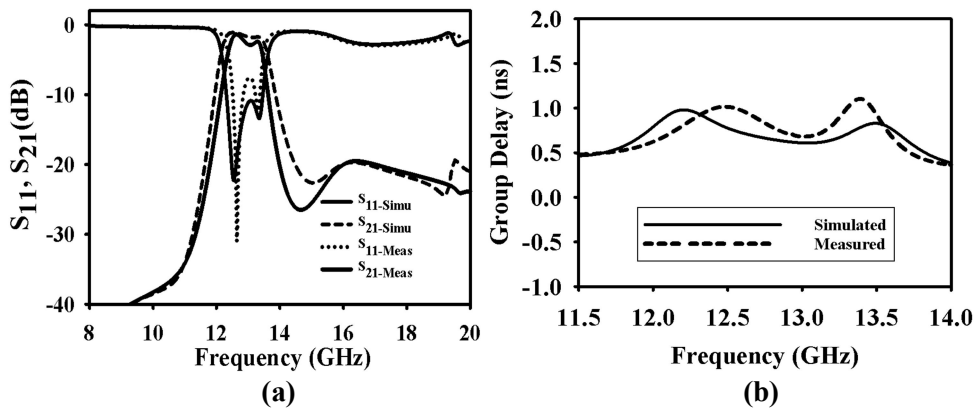 S11, S21(dB)
0
-10
-20
-30
-40
S11-Simu
S21-Simu
S11-Meas
S21-Meas
8 10 12 14 16 18 20
Frequency (GHz)
(a)
Group Delay (ns)
2.0
1.5
1.0
0.5
0.0
-0.5
-1.0
Simulated
Measured
11.5 12.0 12.5 13.0 13.5 14.0
Frequency (GHz)
(b)